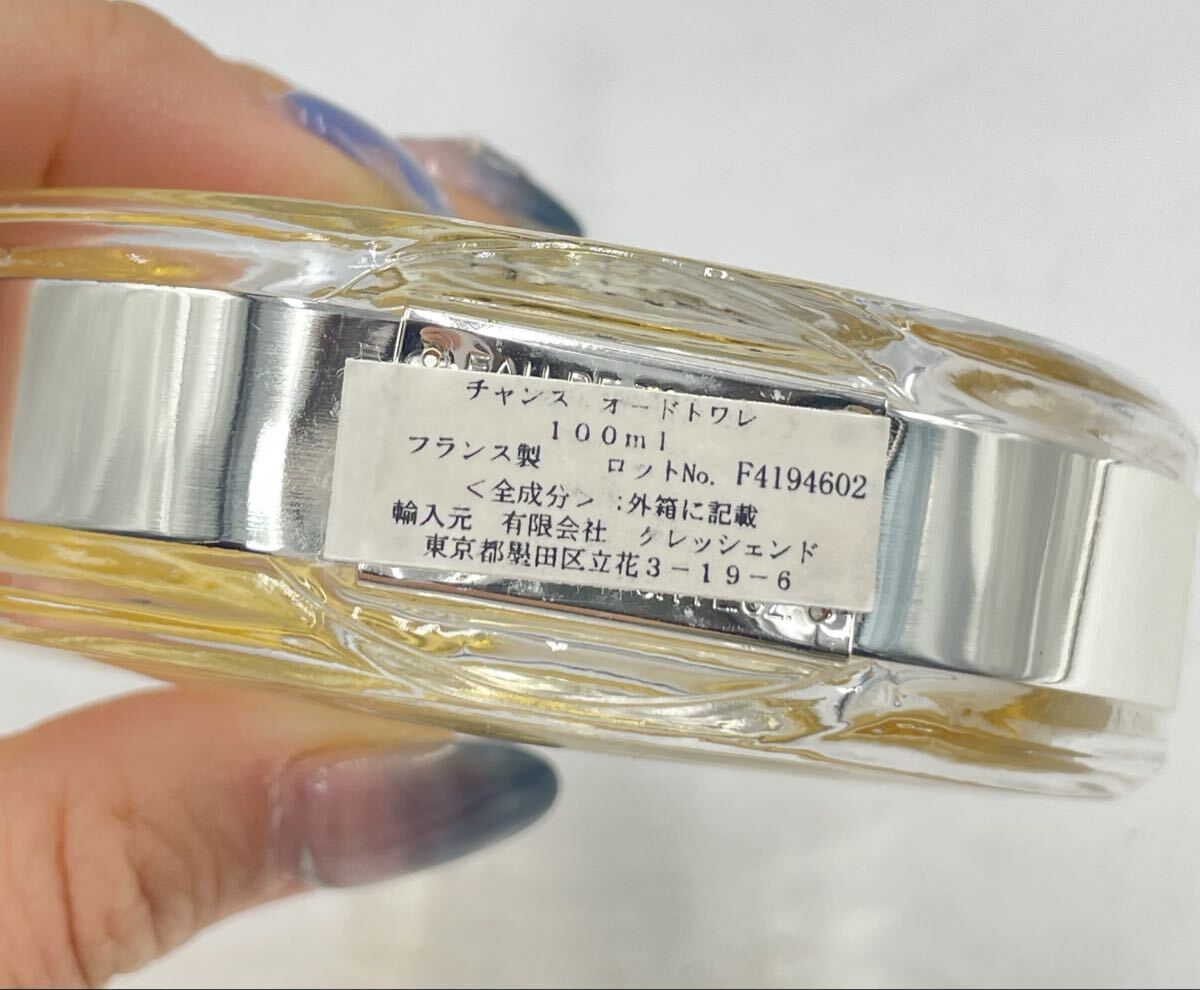 EAU DE
チャンス オードトワレ
100ml
フランス製 ロットNo. F4194602
<全成分> :外箱に記載
輸入元 有限会社 クレッシェンド
東京都墨田区立花3-19-6